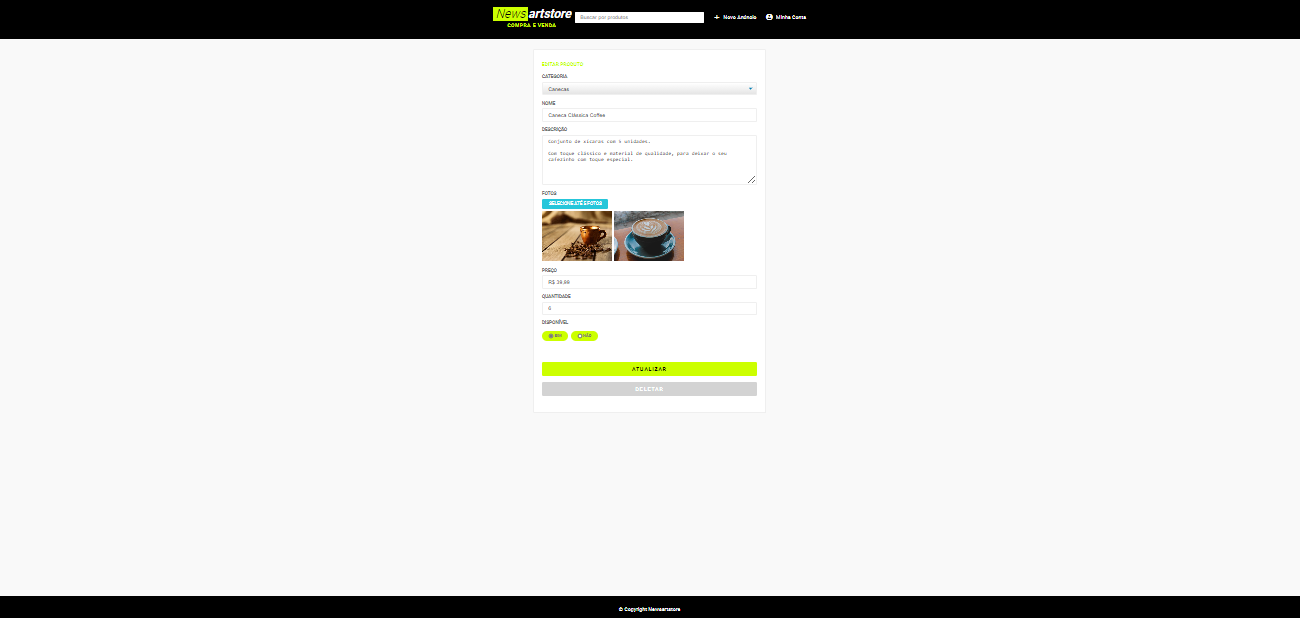 Newsartstore
COMPRA E VENDA
Buscar por produtos
+ Novo Anúncio
Minha Conta
EDITAR PRODUTO
CATEGORIA
Canecas
NOME
Caneca Clássica Coffee
DESCRIÇÃO
Conjunto de xícaras com 6 unidades.
Com toque clássico e material de qualidade, para deixar o seu
cafezinho com toque especial.
FOTOS
SELECIONE ATÉ 6 FOTOS
PREÇO
R$ 39,99
QUANTIDADE
6
DISPONÍVEL
SIM
NÃO
ATUALIZAR
DELETAR
© Copyright Newsartstore